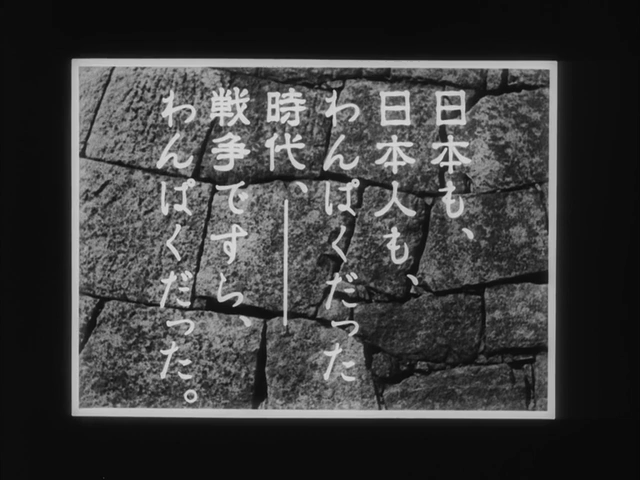 日本も、
日本人も、
わんぱくだった
時代、——
戦争ですら、
わんぱくだった。